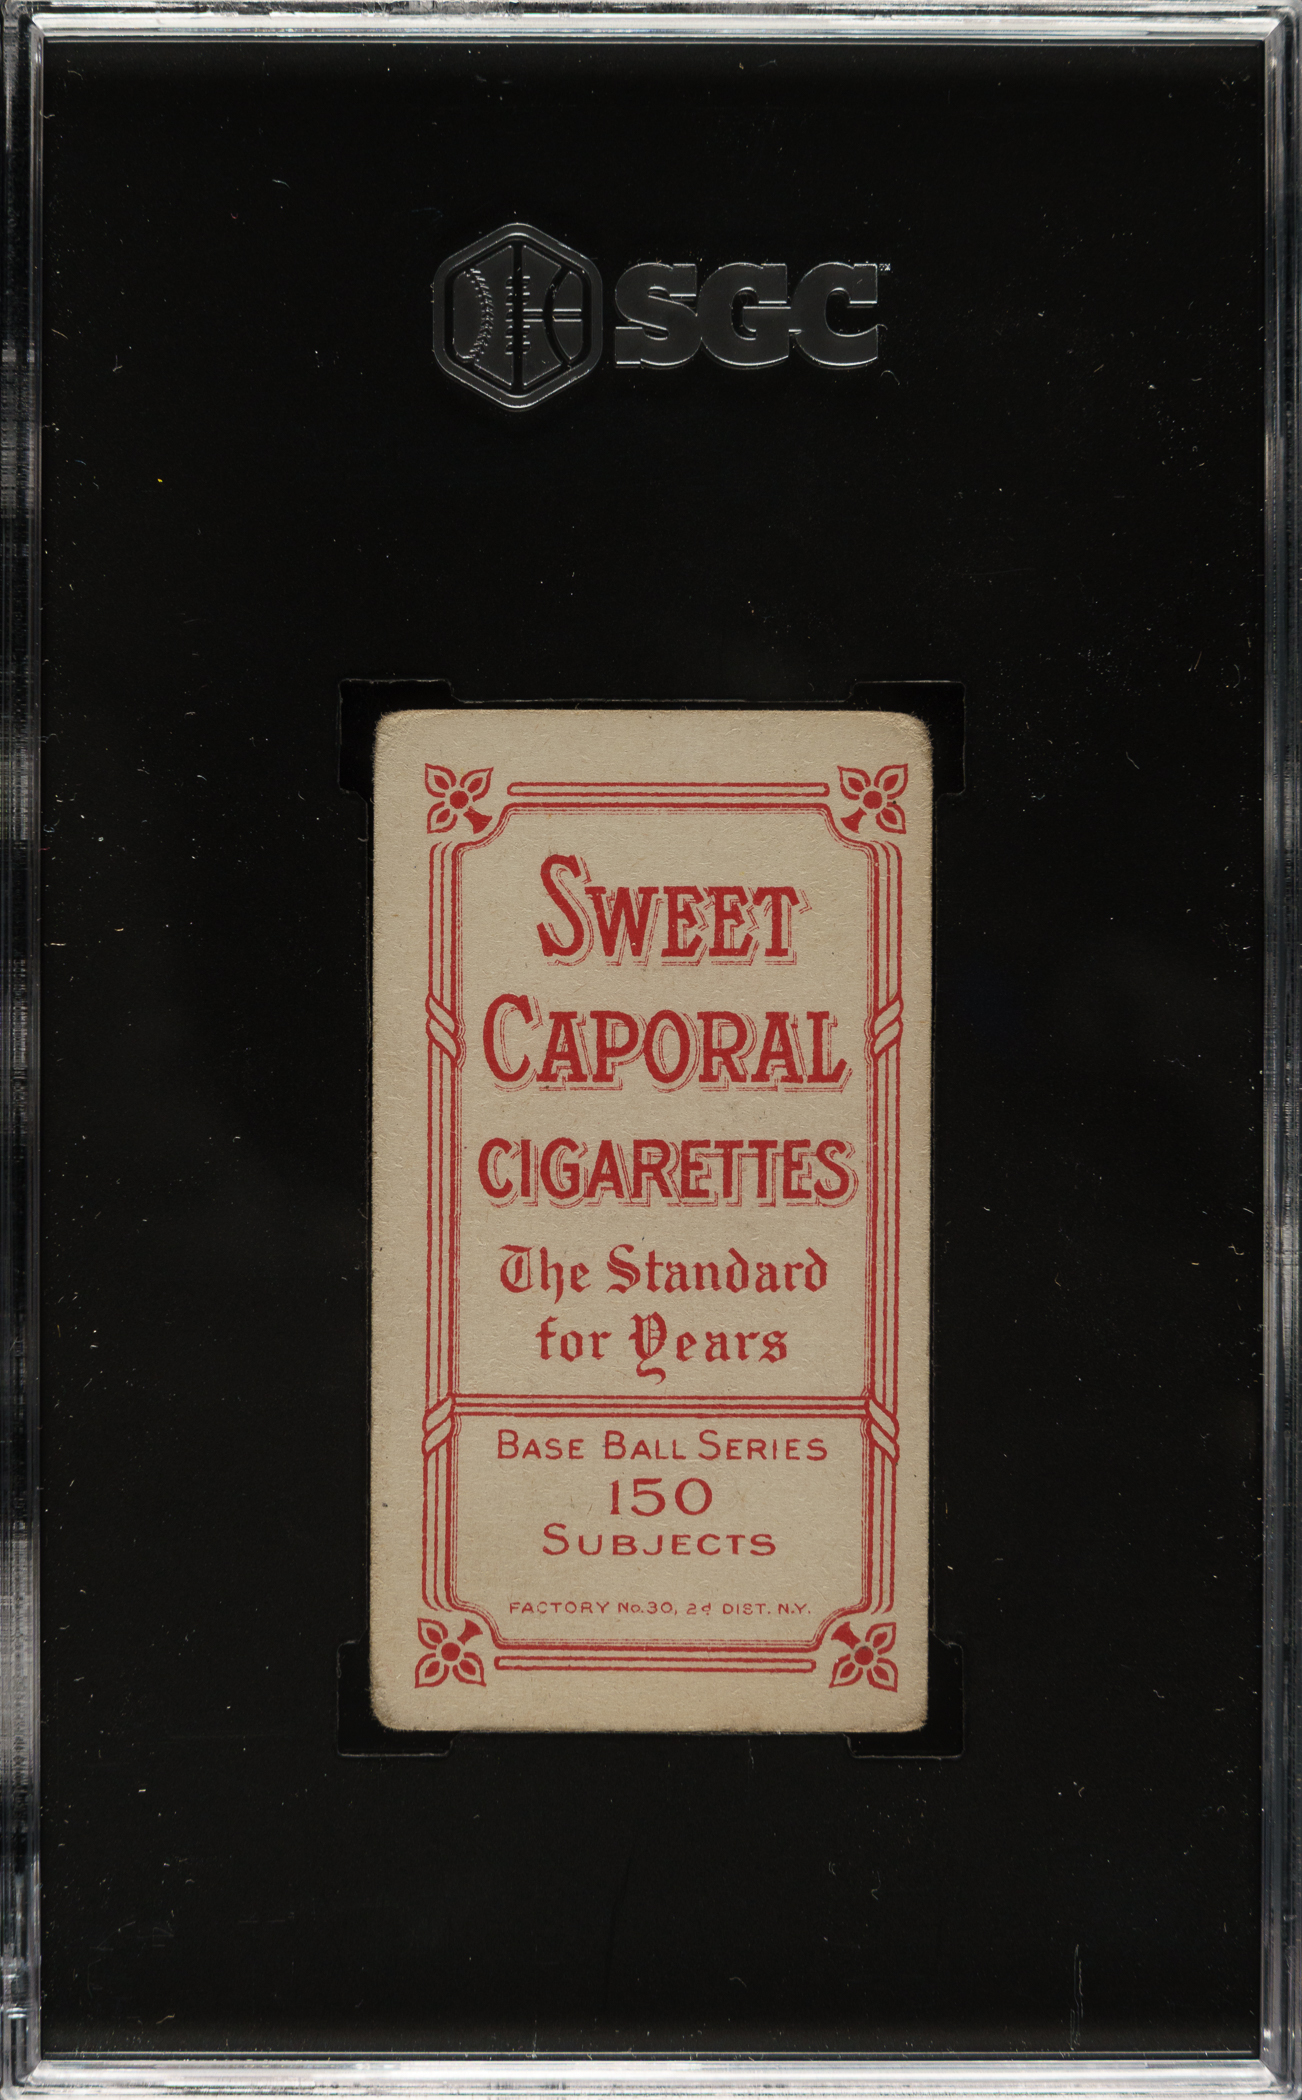 SGC
SWEET
CAPORAL
CIGARETTES
The Standard
for Years
BASE BALL SERIES
150
SUBJECTS
FACTORY No. 30, 2d DIST. N.Y.